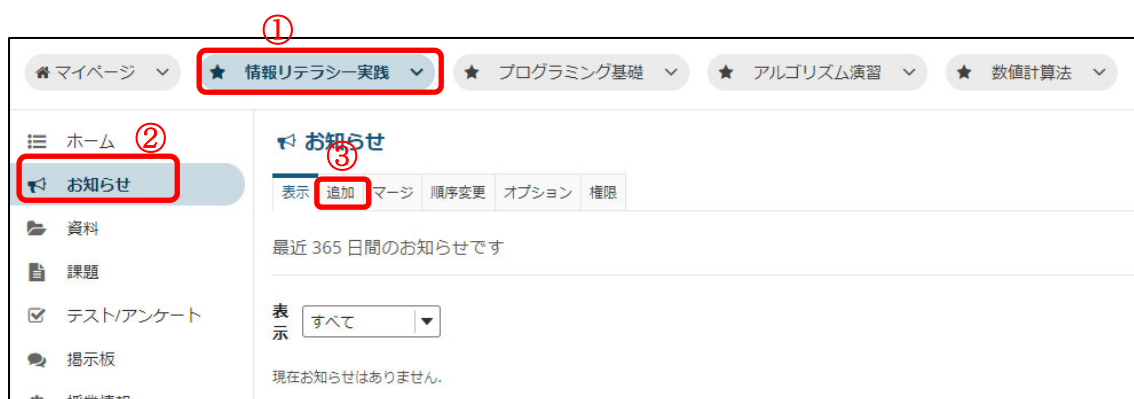 ①
マイページ
情報リテラシー実践
プログラミング基礎
アルゴリズム演習
数値計算法
ホーム
②
お知らせ
資料
課題
テスト/アンケート
掲示板
お知らせ
③
表示 追加 マージ 順序変更 オプション 権限
最近 365 日間のお知らせです
表示
すべて
現在お知らせはありません.